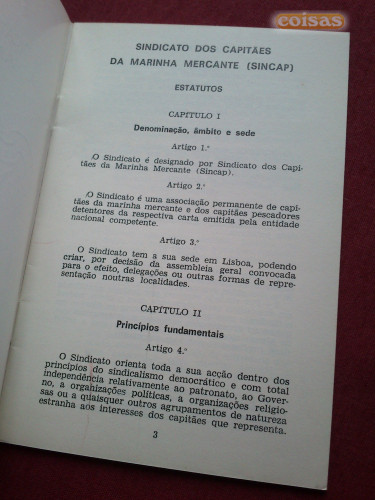 coisas
SINDICATO DOS CAPITÃES
DA MARINHA MERCANTE (SINCAP)
ESTATUTOS
CAPITULO I
Denominação, âmbito e sede
Artigo 1.º
O Sindicato é designado por Sindicato dos Capi-
tães da Marinha Mercante (Sincap).
Artigo 2.º
O Sindicato é uma associação permanente de capi-
tães da marinha mercante e dos capitães pescadores
detentores da respectiva carta emitida pela entidade
nacional competente.
Artigo 3.º
O Sindicato tem a sua sede em Lisboa, podendo
criar, por decisão da assembleia geral convocada
para o efeito, delegações ou outras formas de repre-
sentação noutras localidades.
CAPITULO II
Princípios fundamentais
Artigo 4.º
O Sindicato orienta toda a sua acção dentro dos
princípios do sindicalismo democrático e com total
independência relativamente ao patronato, ao Gover-
no, a organizações políticas, a organizações religio-
sas ou a quaisquer outros agrupamentos de natureza
estranha aos interesses dos capitães que representa.
3